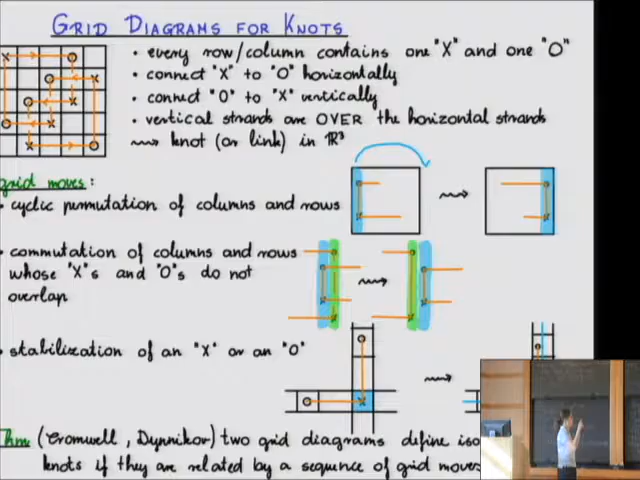 GRID DIAGRAMS FOR KNOTS
• every row/column contains one "X" and one "O"
• connect "X" to "O" horizontally
• connect "O" to "X" vertically
• vertical strands are OVER the horizontal strands
⇝ knot (or link) in ℝ³
grid moves:
• cyclic permutation of columns and rows
• commutation of columns and rows
whose "X"s and "O"s do not
overlap
• stabilization of an "X" or an "O"
Thm (Cromwell, Dynnikov) two grid diagrams define
knots if they are related by a sequence of grid moves